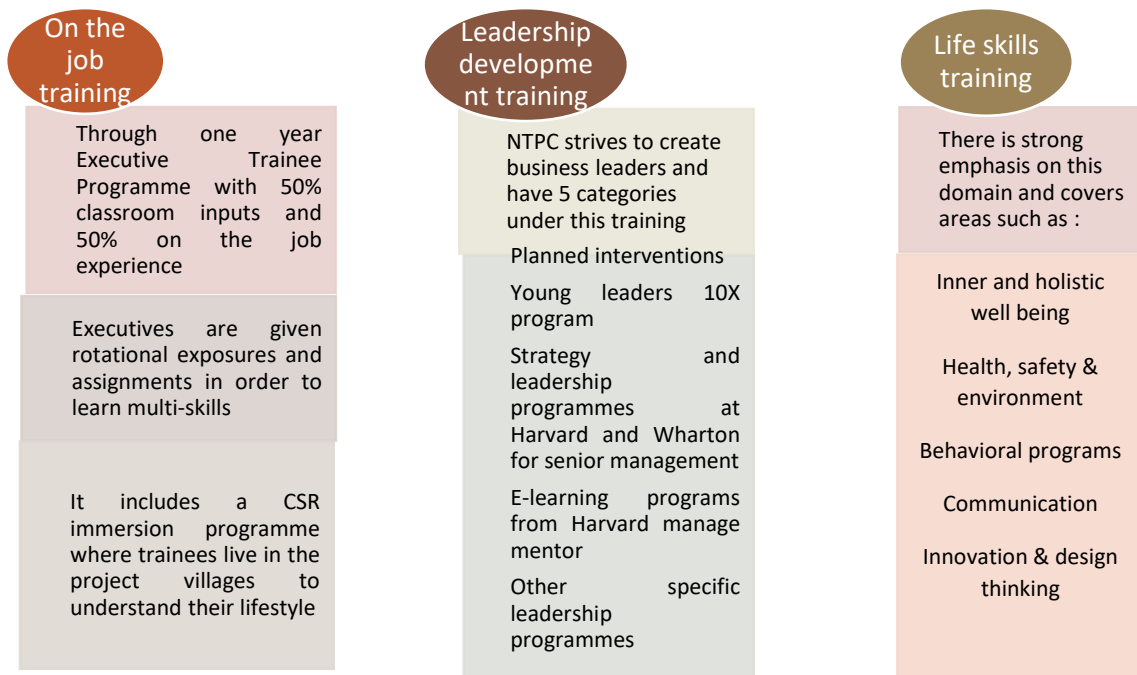 On the
job
training
Through one year
Executive Trainee
Programme with 50%
classroom inputs and
50% on the job
experience
Executives are given
rotational exposures and
assignments in order to
learn multi-skills
It includes a CSR
immersion programme
where trainees live in the
project villages to
understand their lifestyle
Leadership
developme
nt training
NTPC strives to create
business leaders and
have 5 categories
under this training
Planned interventions
Young leaders 10X
program
Strategy and
leadership
programmes at
Harvard and Wharton
for senior management
E-learning programs
from Harvard manage
mentor
Other specific
leadership
programmes
Life skills
training
There is strong
emphasis on this
domain and covers
areas such as :
Inner and holistic
well being
Health, safety &
environment
Behavioral programs
Communication
Innovation & design
thinking